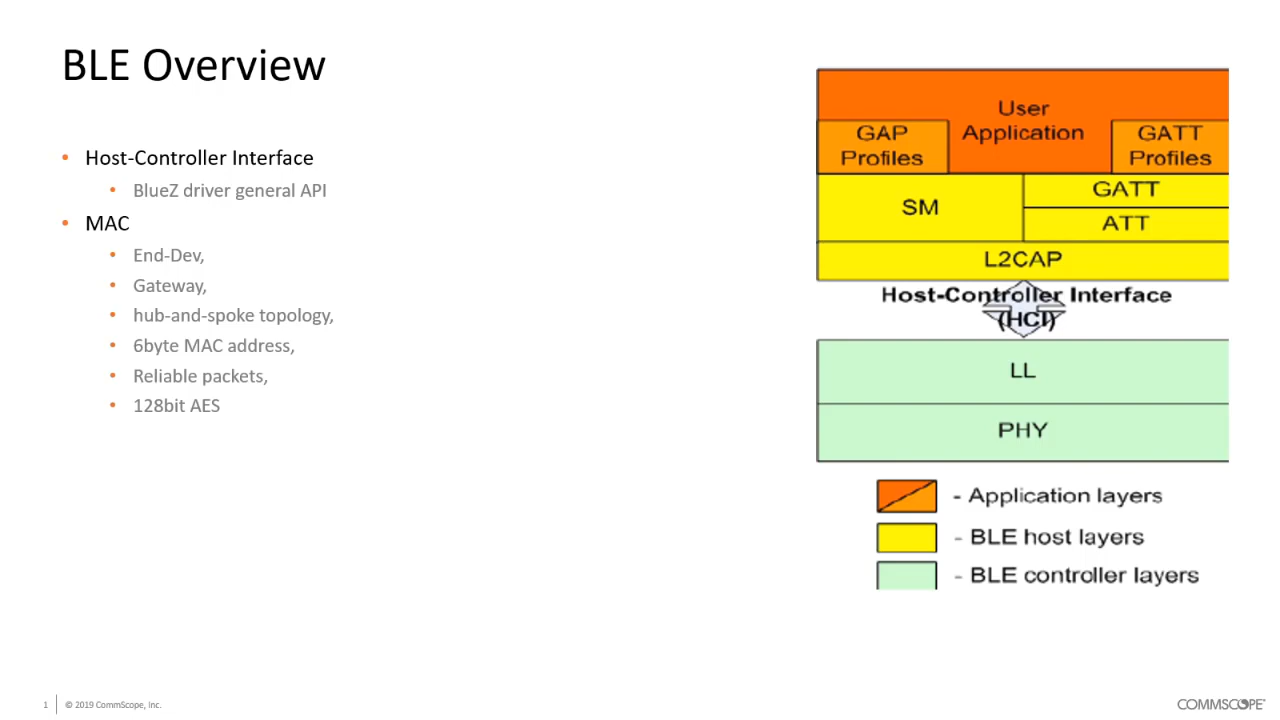 BLE Overview
• Host-Controller Interface
• BlueZ driver general API
• MAC
• End-Dev,
• Gateway,
• hub-and-spoke topology,
• 6byte MAC address,
• Reliable packets,
• 128bit AES
User
Application
GAP
Profiles
GATT
Profiles
SM
GATT
ATT
L2CAP
Host-Controller Interface
(HCI)
LL
PHY
- Application layers
- BLE host layers
- BLE controller layers
1
© 2019 CommScope, Inc.
COMMSCOPE®